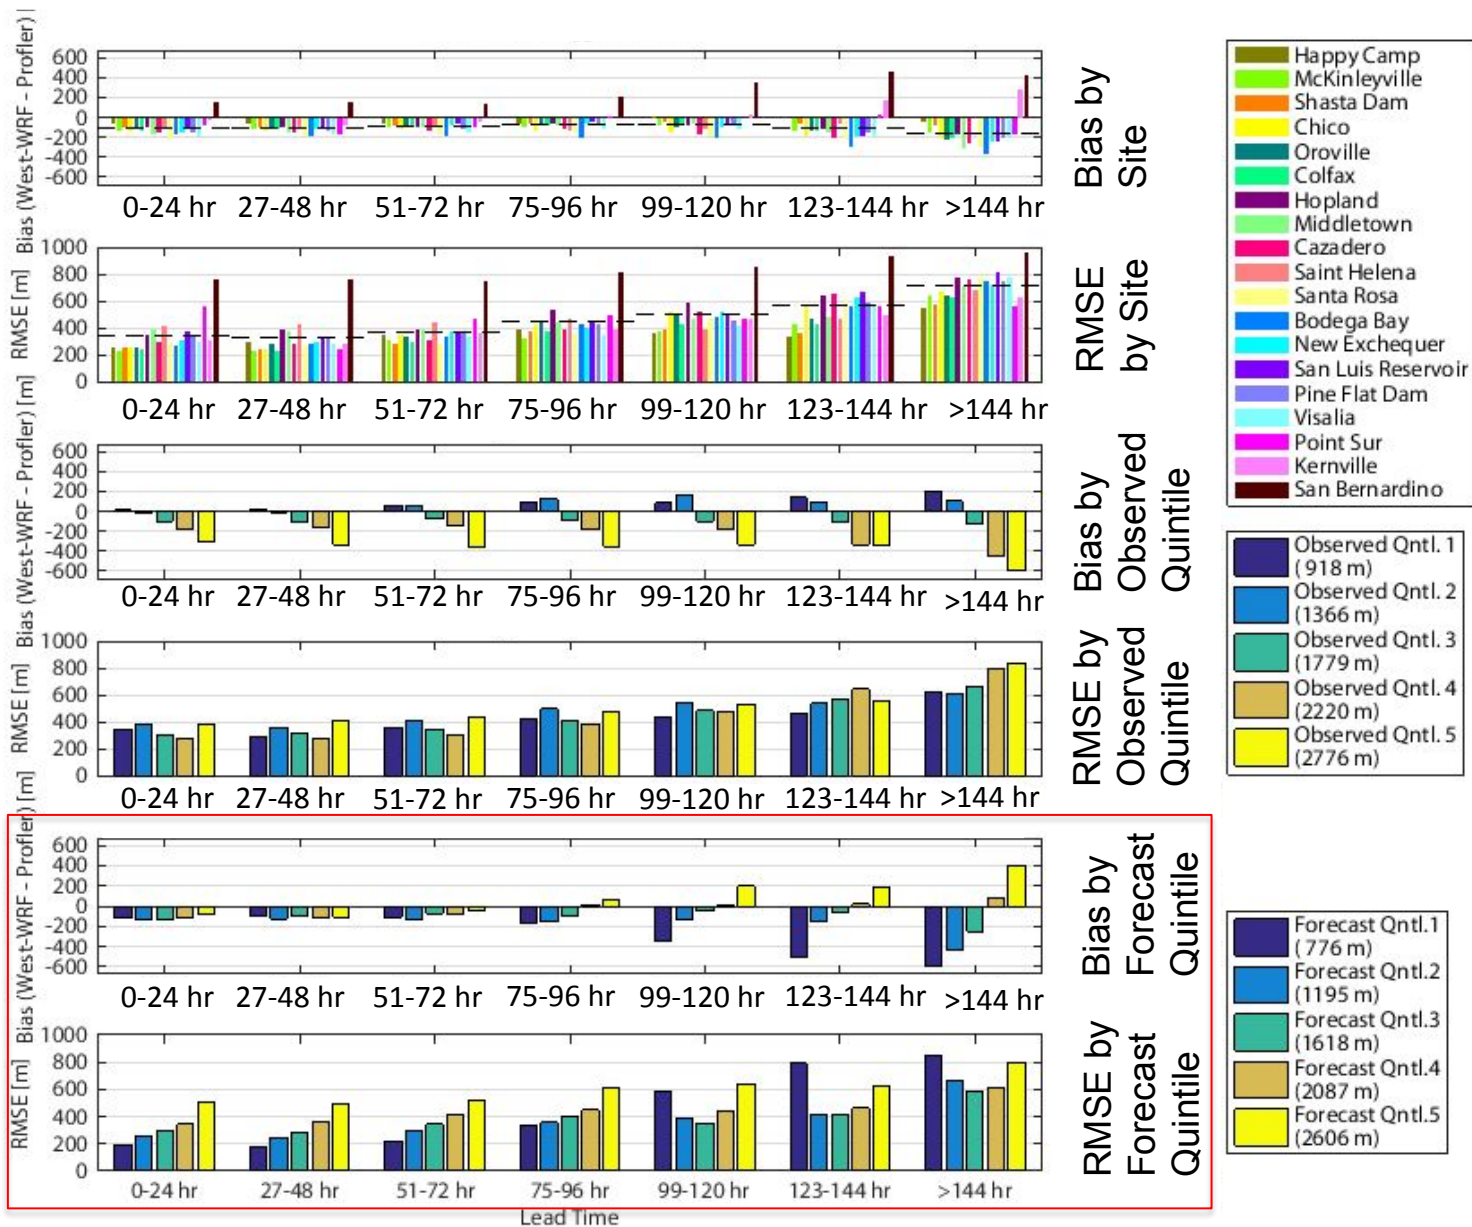 Bias (West-WRF - Profler) |
600
400
200
0
-200
-400
-600
0-24 hr 27-48 hr 51-72 hr 75-96 hr 99-120 hr 123-144 hr >144 hr
Bias by
Site
RMSE [m]
1000
800
600
400
200
0
0-24 hr 27-48 hr 51-72 hr 75-96 hr 99-120 hr 123-144 hr >144 hr
RMSE
by Site
Bias (West-WRF - Profler) [m]
600
400
200
0
-200
-400
-600
0-24 hr 27-48 hr 51-72 hr 75-96 hr 99-120 hr 123-144 hr >144 hr
Bias by
Observed
Quintile
RMSE [m]
1000
800
600
400
200
0
0-24 hr 27-48 hr 51-72 hr 75-96 hr 99-120 hr 123-144 hr >144 hr
RMSE by
Observed
Quintile
Bias (West-WRF - Profler) [m]
600
400
200
0
-200
-400
-600
0-24 hr 27-48 hr 51-72 hr 75-96 hr 99-120 hr 123-144 hr >144 hr
Bias by
Forecast
Quintile
RMSE [m]
1000
800
600
400
200
0
0-24 hr 27-48 hr 51-72 hr 75-96 hr 99-120 hr 123-144 hr >144 hr
Lead Time
RMSE by
Forecast
Quintile
Happy Camp
McKinleyville
Shasta Dam
Chico
Oroville
Colfax
Hopland
Middletown
Cazadero
Saint Helena
Santa Rosa
Bodega Bay
New Exchequer
San Luis Reservoir
Pine Flat Dam
Visalia
Point Sur
Kernville
San Bernardino
Observed Qntl. 1
( 918 m)
Observed Qntl. 2
(1366 m)
Observed Qntl. 3
(1779 m)
Observed Qntl. 4
(2220 m)
Observed Qntl. 5
(2776 m)
Forecast Qntl.1
( 776 m)
Forecast Qntl.2
(1195 m)
Forecast Qntl.3
(1618 m)
Forecast Qntl.4
(2087 m)
Forecast Qntl.5
(2606 m)